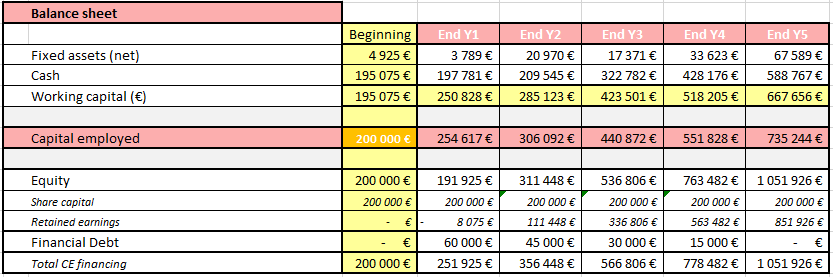 Balance sheet
Beginning End Y1 End Y2 End Y3 End Y4 End Y5
Fixed assets (net) 4 925 € 3 789 € 20 970 € 17 371 € 33 623 € 67 589 €
Cash 195 075 € 197 781 € 209 545 € 322 782 € 428 176 € 588 767 €
Working capital (€) 195 075 € 250 828 € 285 123 € 423 501 € 518 205 € 667 656 €
Capital employed 200 000 € 254 617 € 306 092 € 440 872 € 551 828 € 735 244 €
Equity 200 000 € 191 925 € 311 448 € 536 806 € 763 482 € 1 051 926 €
Share capital 200 000 € 200 000 € 200 000 € 200 000 € 200 000 € 200 000 €
Retained earnings - € - 8 075 € 111 448 € 336 806 € 563 482 € 851 926 €
Financial Debt - € 60 000 € 45 000 € 30 000 € 15 000 € - €
Total CE financing 200 000 € 251 925 € 356 448 € 566 806 € 778 482 € 1 051 926 €